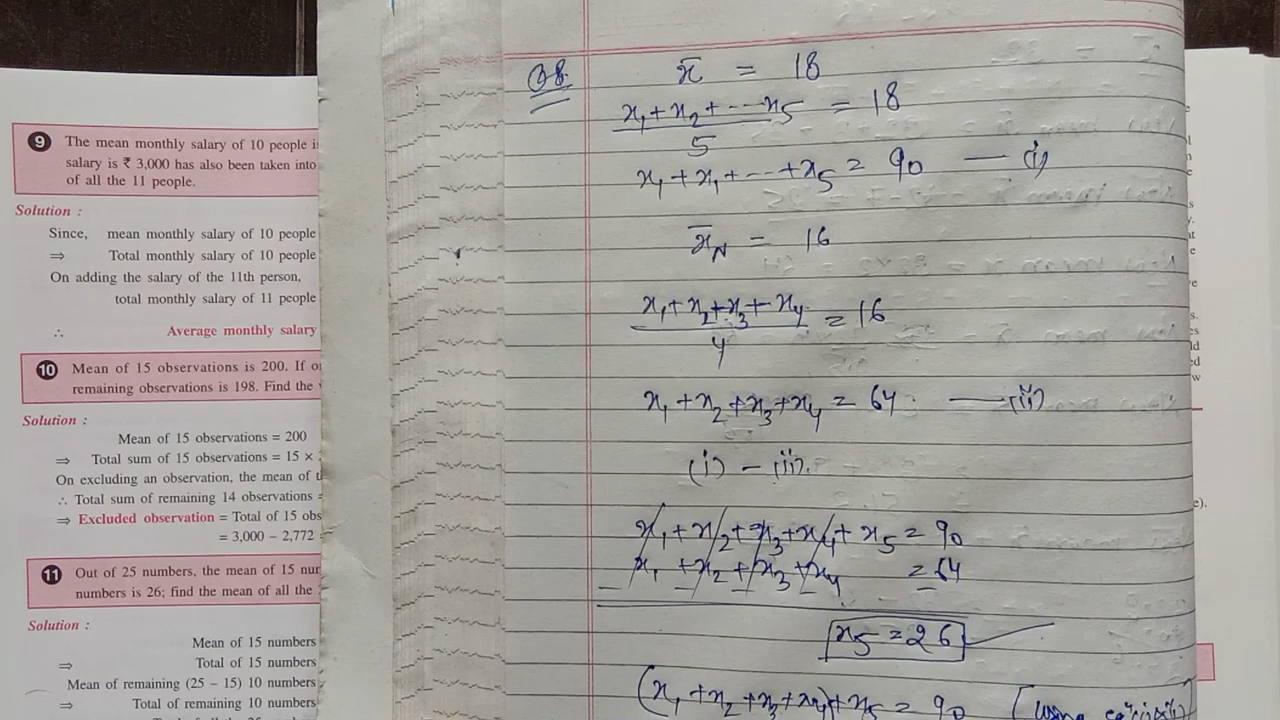 9 The mean monthly salary of 10 people i
salary is ₹ 3,000 has also been taken into
of all the 11 people.
Solution :
Since, mean monthly salary of 10 people
⇒ Total monthly salary of 10 people
On adding the salary of the 11th person,
total monthly salary of 11 people
∴ Average monthly salary
10 Mean of 15 observations is 200. If o
remaining observations is 198. Find the
Solution :
Mean of 15 observations = 200
⇒ Total sum of 15 observations = 15 ×
On excluding an observation, the mean of t
∴ Total sum of remaining 14 observations =
⇒ Excluded observation = Total of 15 obs
= 3,000 – 2,772
11 Out of 25 numbers, the mean of 15 nur
numbers is 26; find the mean of all the
Solution :
Mean of 15 numbers
⇒ Total of 15 numbers
Mean of remaining (25 – 15) 10 numbers
⇒ Total of remaining 10 numbers
Q8. x̄ = 18
x₁+x₂+---x₅ = 18
5
x₁+x₁+---+x₅ = 90 — (i)
x̄N = 16
x₁+x₂+x₃+x₄ = 16
4
x₁+x₂+x₃+x₄ = 64. — (ii)
(i) – (ii).
x₁+x₂+x₃+x₄+x₅ = 90
x₁+x₂+x₃+x₄ = 64
x₅ = 26
(x₁+x₂+x₃+x₄)+x₅ = 90 [using